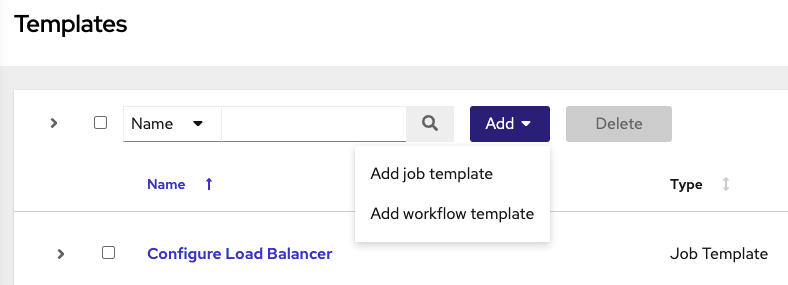 Templates
Name Add Delete
Add job template
Name Type
Add workflow template
Configure Load Balancer Job Template